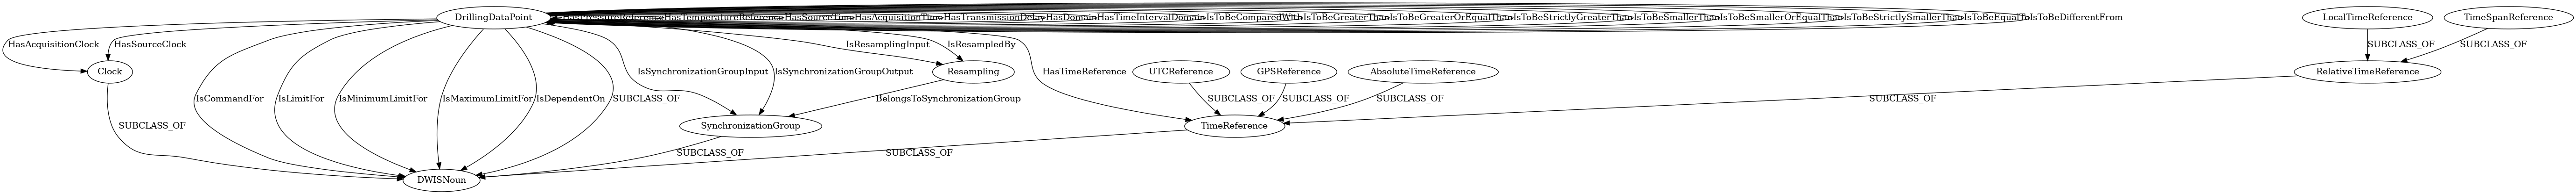 DrillingDataPoint
HasPressureReference
HasTemperatureReference
HasSourceTime
HasAcquisitionTime
HasTransmissionDelay
HasDomain
HasTimeIntervalDomain
IsToBeComparedWith
IsToBeGreaterThan
IsToBeGreaterOrEqualThan
IsToBeStrictlyGreaterThan
IsToBeSmallerThan
IsToBeSmallerOrEqualThan
IsToBeStrictlySmallerThan
IsToBeEqualTo
IsToBeDifferentFrom
LocalTimeReference
TimeSpanReference
HasAcquisitionClock
HasSourceClock
IsResamplingInput
IsResampledBy
SUBCLASS_OF
SUBCLASS_OF
Clock
IsSynchronizationGroupInput
IsSynchronizationGroupOutput
Resampling
HasTimeReference
UTCReference
GPSReference
AbsoluteTimeReference
RelativeTimeReference
IsCommandFor
IsLimitFor
IsMinimumLimitFor
IsMaximumLimitFor
IsDependentOn
SUBCLASS_OF
BelongsToSynchronizationGroup
SUBCLASS_OF
SUBCLASS_OF
SUBCLASS_OF
SUBCLASS_OF
SUBCLASS_OF
SynchronizationGroup
TimeReference
SUBCLASS_OF
SUBCLASS_OF
DWISNoun